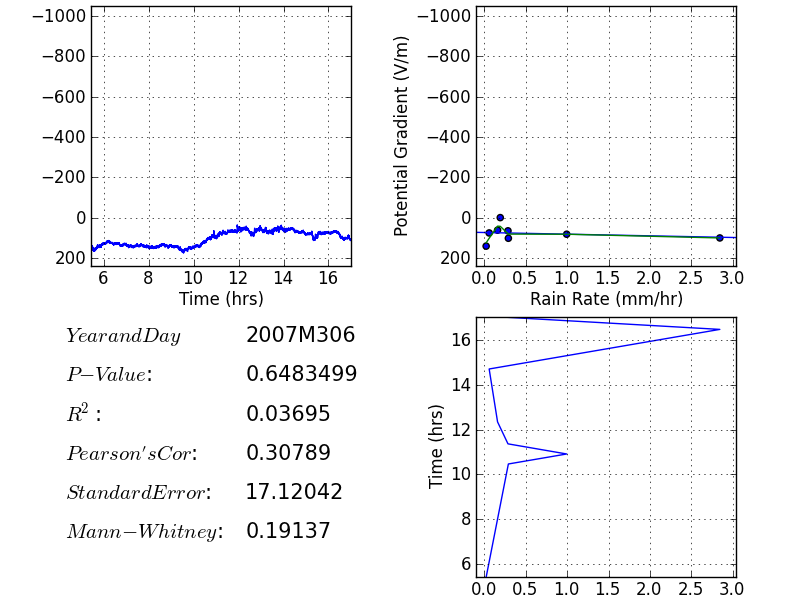 −1000
−800
−600
−400
−200
0
200
6 8 10 12 14 16
Time (hrs)
Potential Gradient (V/m)
−1000
−800
−600
−400
−200
0
200
0.0 0.5 1.0 1.5 2.0 2.5 3.0
Rain Rate (mm/hr)
YearandDay 2007M306
P−Value: 0.6483499
R²: 0.03695
Pearson'sCor: 0.30789
StandardError: 17.12042
Mann−Whitney: 0.19137
Time (hrs)
16
14
12
10
8
6
0.0 0.5 1.0 1.5 2.0 2.5 3.0